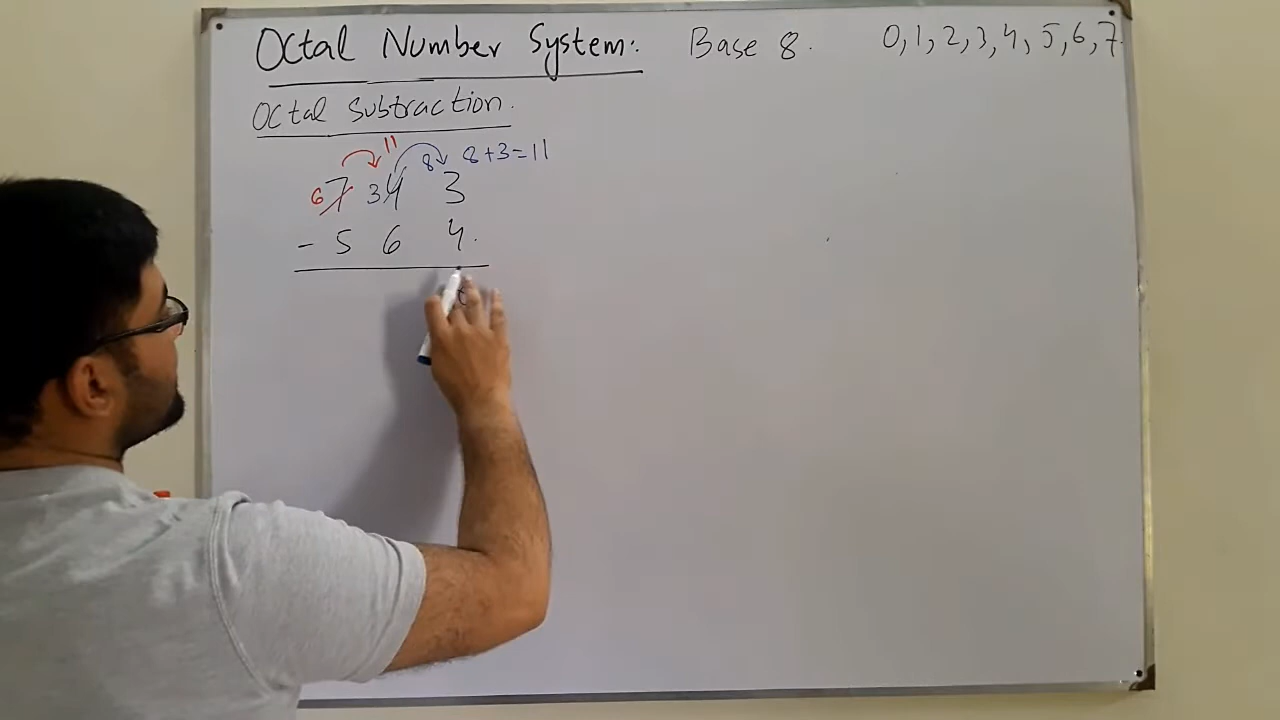 Octal Number System:. Base 8. 0, 1, 2, 3, 4, 5, 6, 7.
Octal Subtraction.
11 8 8+3=11
6 7 3 4 3
- 5 6 4.